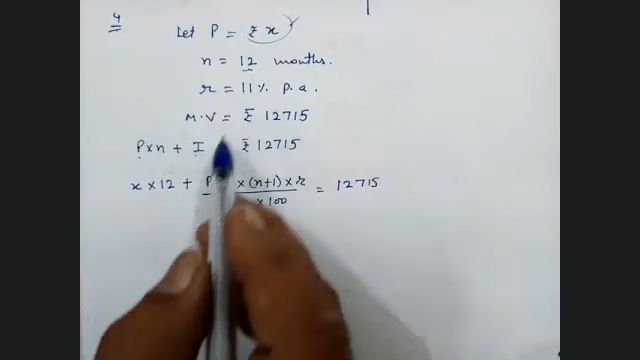 4
Let P = ₹ x
n = 12 months.
r = 11% p.a.
M.V = ₹ 12715
P×n + I ₹ 12715
x × 12 + P × (n+1) × r = 12715
× 100